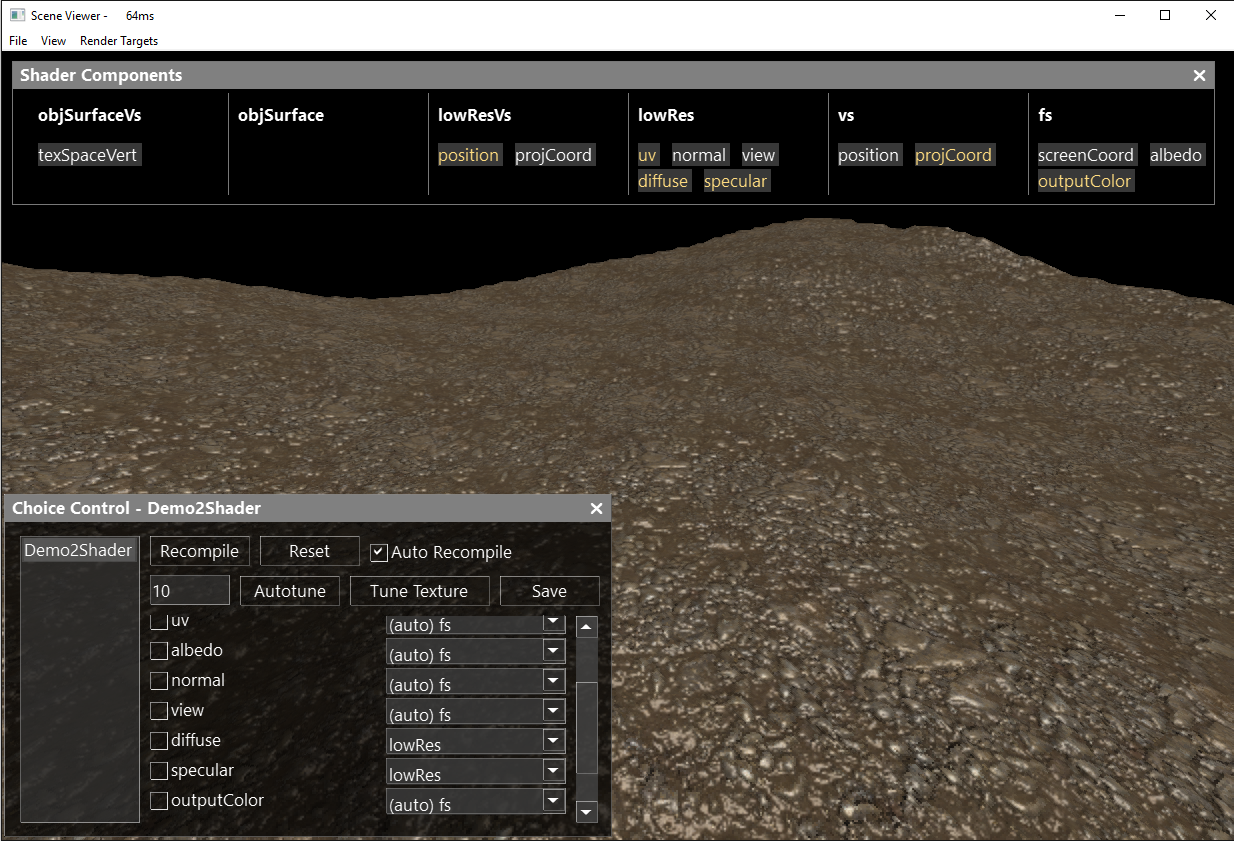 Scene Viewer - 64ms
File View Render Targets
Shader Components
objSurfaceVs objSurface lowResVs lowRes vs fs
texSpaceVert position projCoord uv normal view position projCoord screenCoord albedo
diffuse specular outputColor
Choice Control - Demo2Shader
Demo2Shader Recompile Reset Auto Recompile
10 Autotune Tune Texture Save
uv (auto) fs
albedo (auto) fs
normal (auto) fs
view (auto) fs
diffuse lowRes
specular lowRes
outputColor (auto) fs